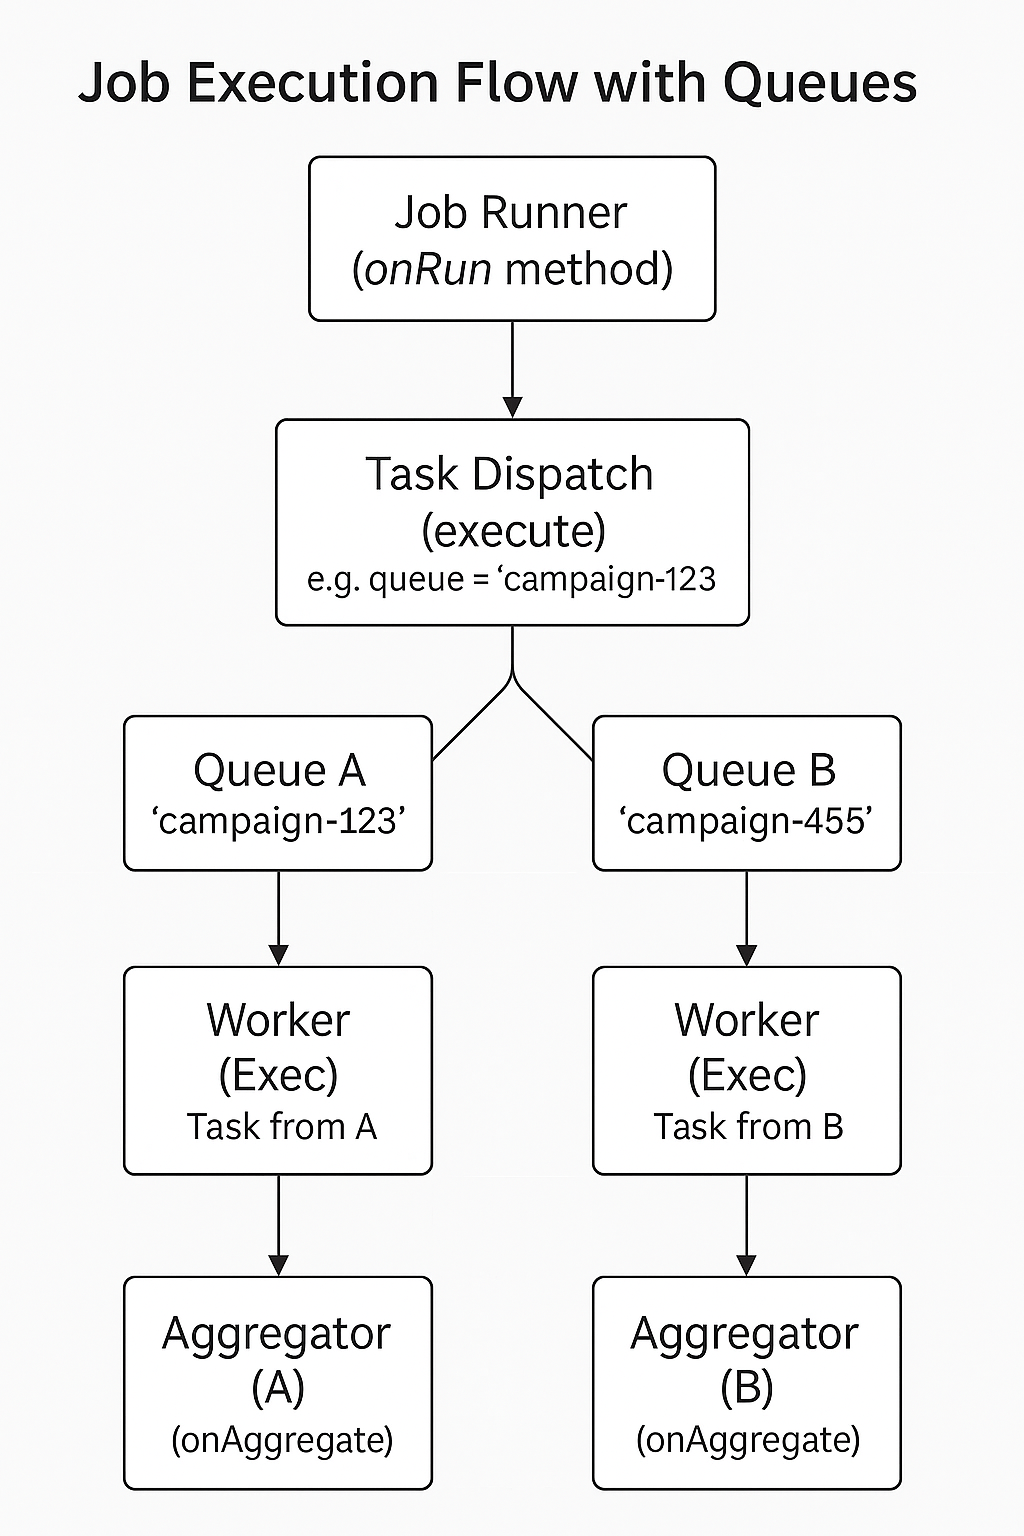 Job Execution Flow with Queues
Job Runner
(onRun method)
Task Dispatch
(execute)
e.g. queue = ‘campaign-123
Queue A
‘campaign-123’
Queue B
‘campaign-455’
Worker
(Exec)
Task from A
Worker
(Exec)
Task from B
Aggregator
(A)
(onAggregate)
Aggregator
(B)
(onAggregate)